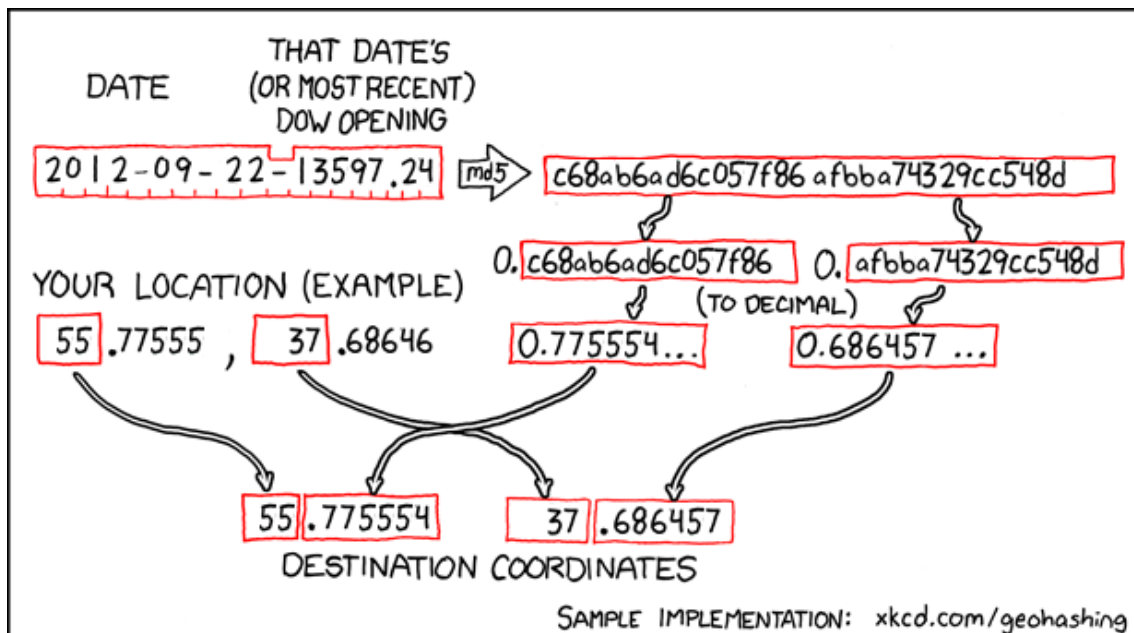 DATE
THAT DATE'S
(OR MOST RECENT)
DOW OPENING
2012-09-22-13597.24
md5
c68ab6ad6c057f86afbba74329cc548d
0.c68ab6ad6c057f86
0.afbba74329cc548d
(TO DECIMAL)
YOUR LOCATION (EXAMPLE)
55.77555, 37.68646
0.775554...
0.686457...
55.775554
37.686457
DESTINATION COORDINATES
SAMPLE IMPLEMENTATION: xkcd.com/geohashing